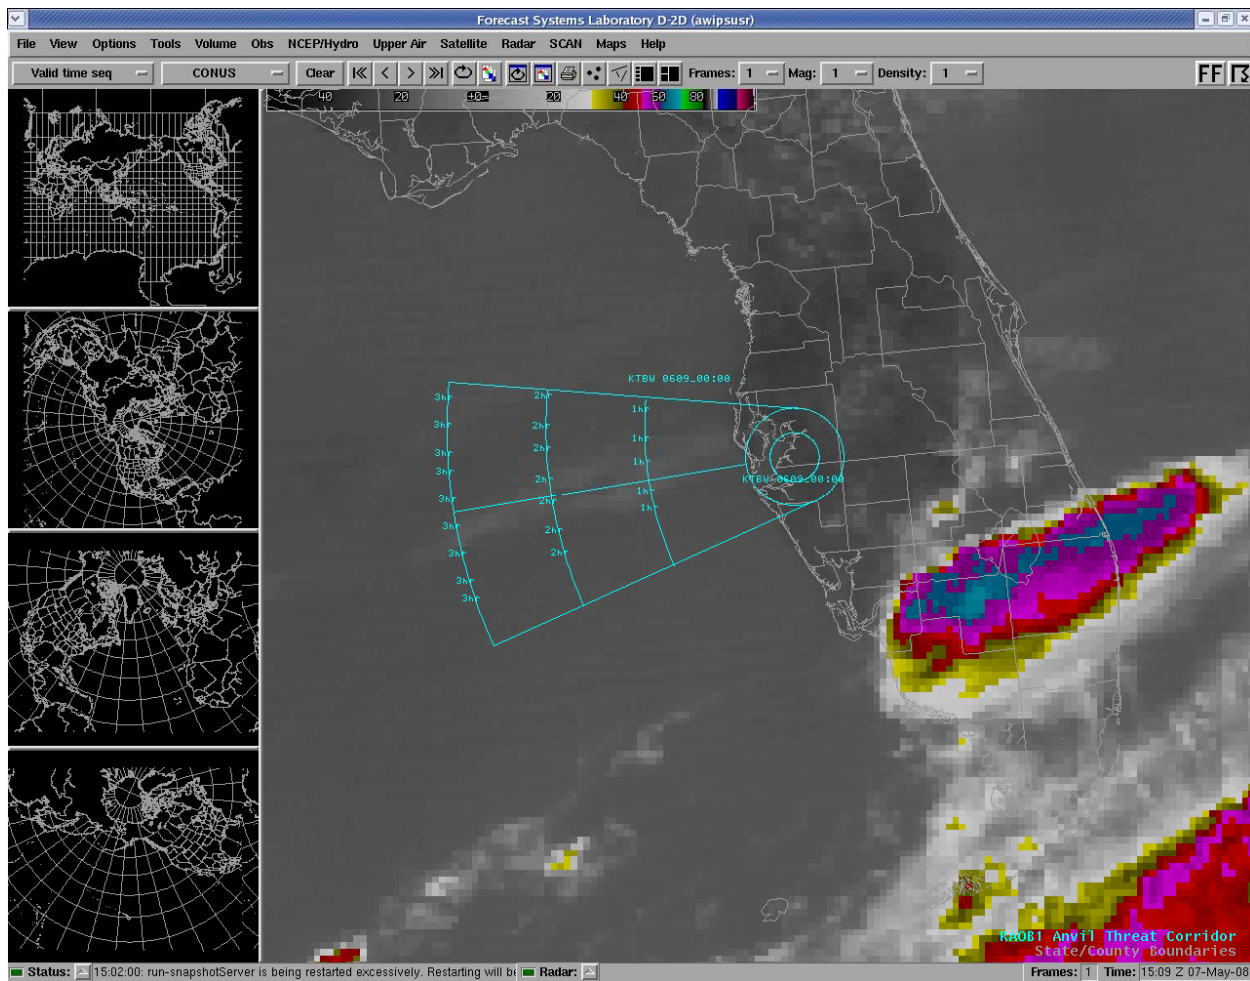 Forecast Systems Laboratory D-2D (awipsusr)
File View Options Tools Volume Obs NCEP/Hydro Upper Air Satellite Radar SCAN Maps Help
Valid time seq CONUS Clear Frames: 1 Mag: 1 Density: 1 FF
40 20 +0= 20 40 60 80
KTBW 0609_00:00
3hr 2hr 1hr
3hr 2hr 1hr
3hr 2hr 1hr
3hr 2hr 1hr
3hr 2hr 1hr
3hr 2hr
3hr 2hr
3hr
3hr
KTBW 0609_00:00
RAOB1 Anvil Threat Corridor
State/County Boundaries
Status: 15:02:00: run-snapshotServer is being restarted excessively. Restarting will be Radar: Frames: 1 Time: 15:09 Z 07-May-08